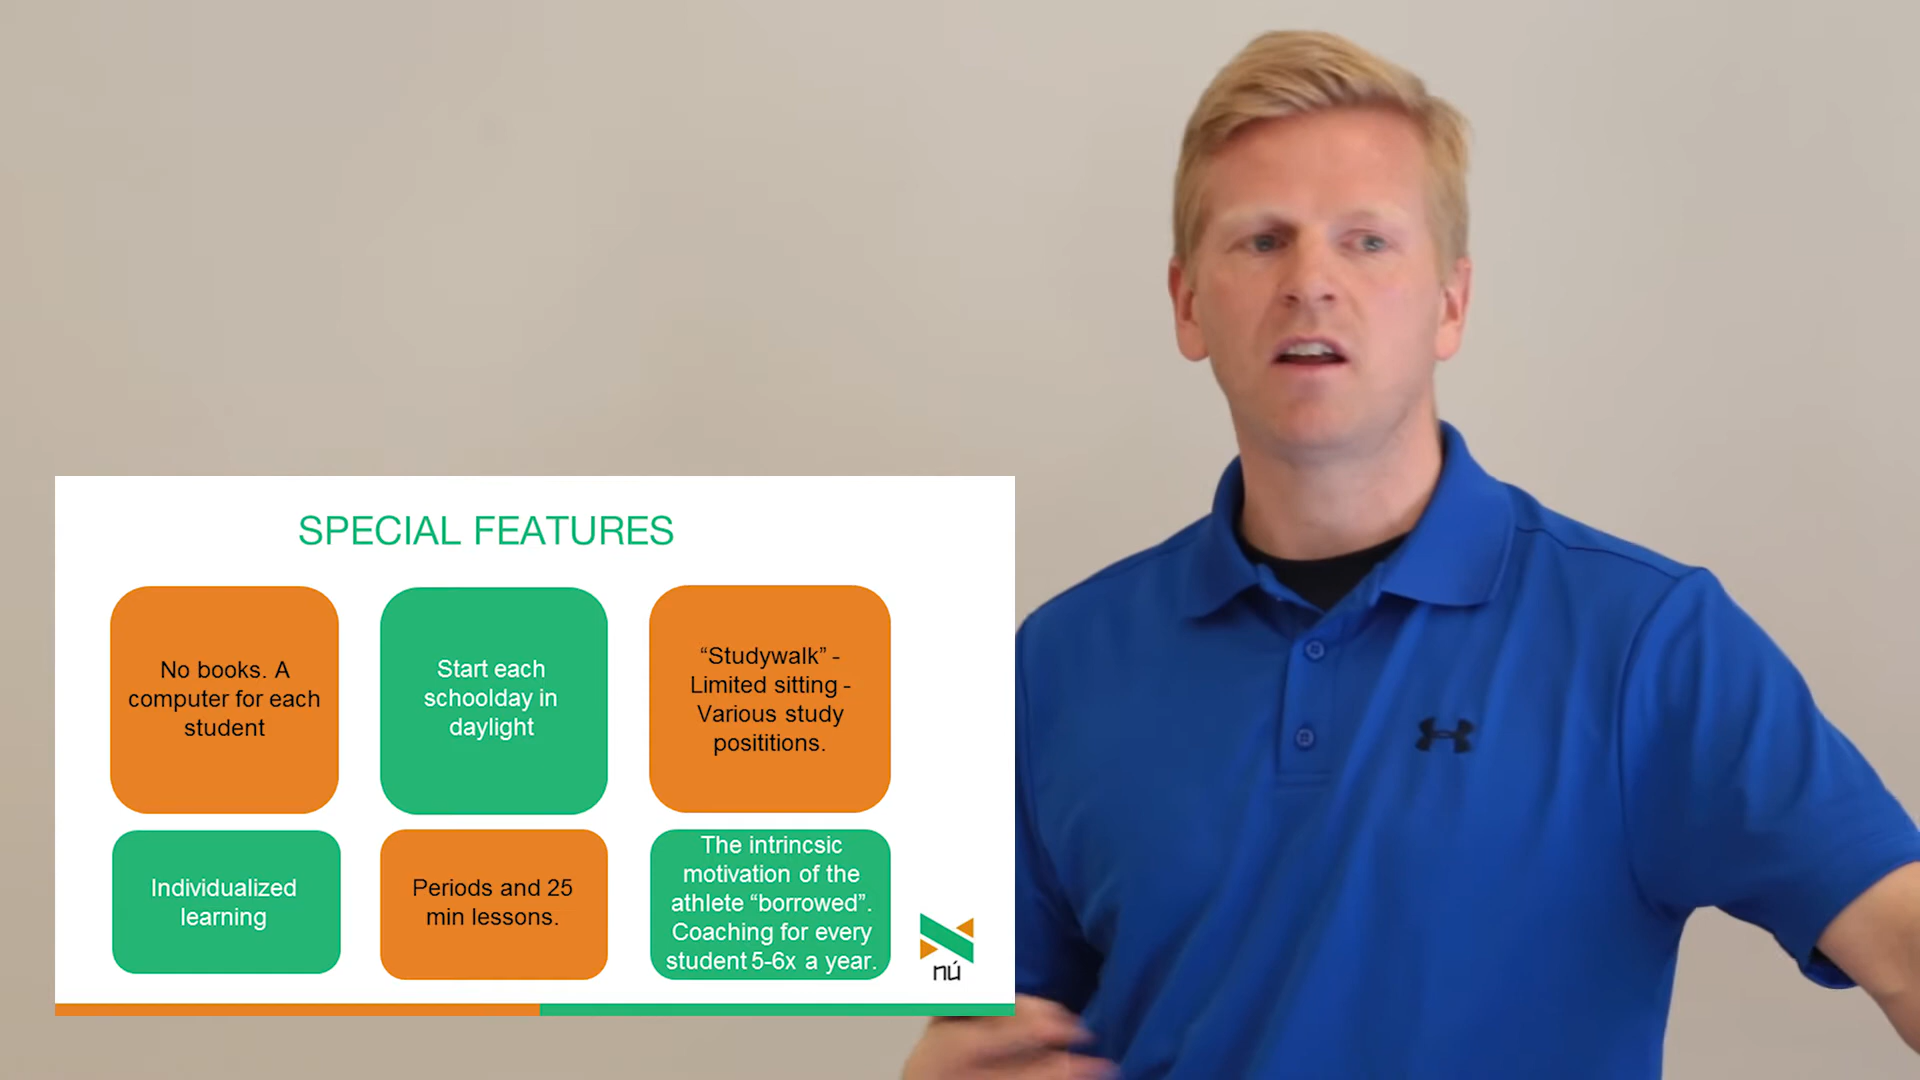 SPECIAL FEATURES
No books. A
computer for each
student
Start each
schoolday in
daylight
“Studywalk” -
Limited sitting -
Various study
posititions.
Individualized
learning
Periods and 25
min lessons.
The intrincsic
motivation of the
athlete “borrowed”.
Coaching for every
student 5-6x a year.
nú